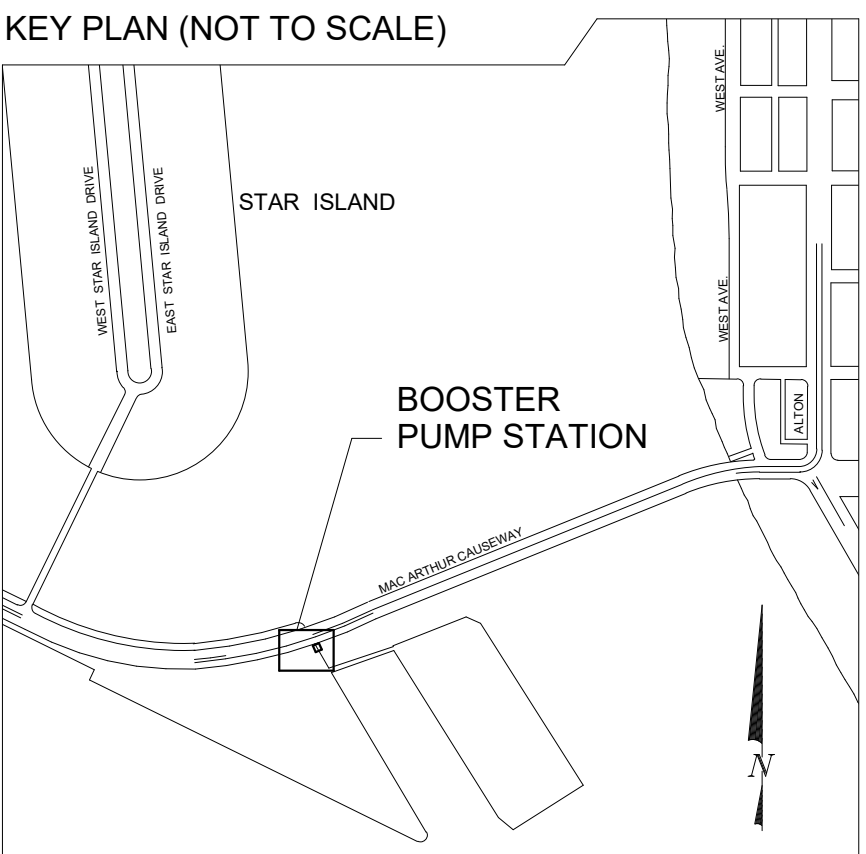 KEY PLAN (NOT TO SCALE)
WEST AVE.
WEST STAR ISLAND DRIVE
EAST STAR ISLAND DRIVE
STAR ISLAND
WEST AVE.
BOOSTER
PUMP STATION
ALTON
MAC ARTHUR CAUSEWAY
N